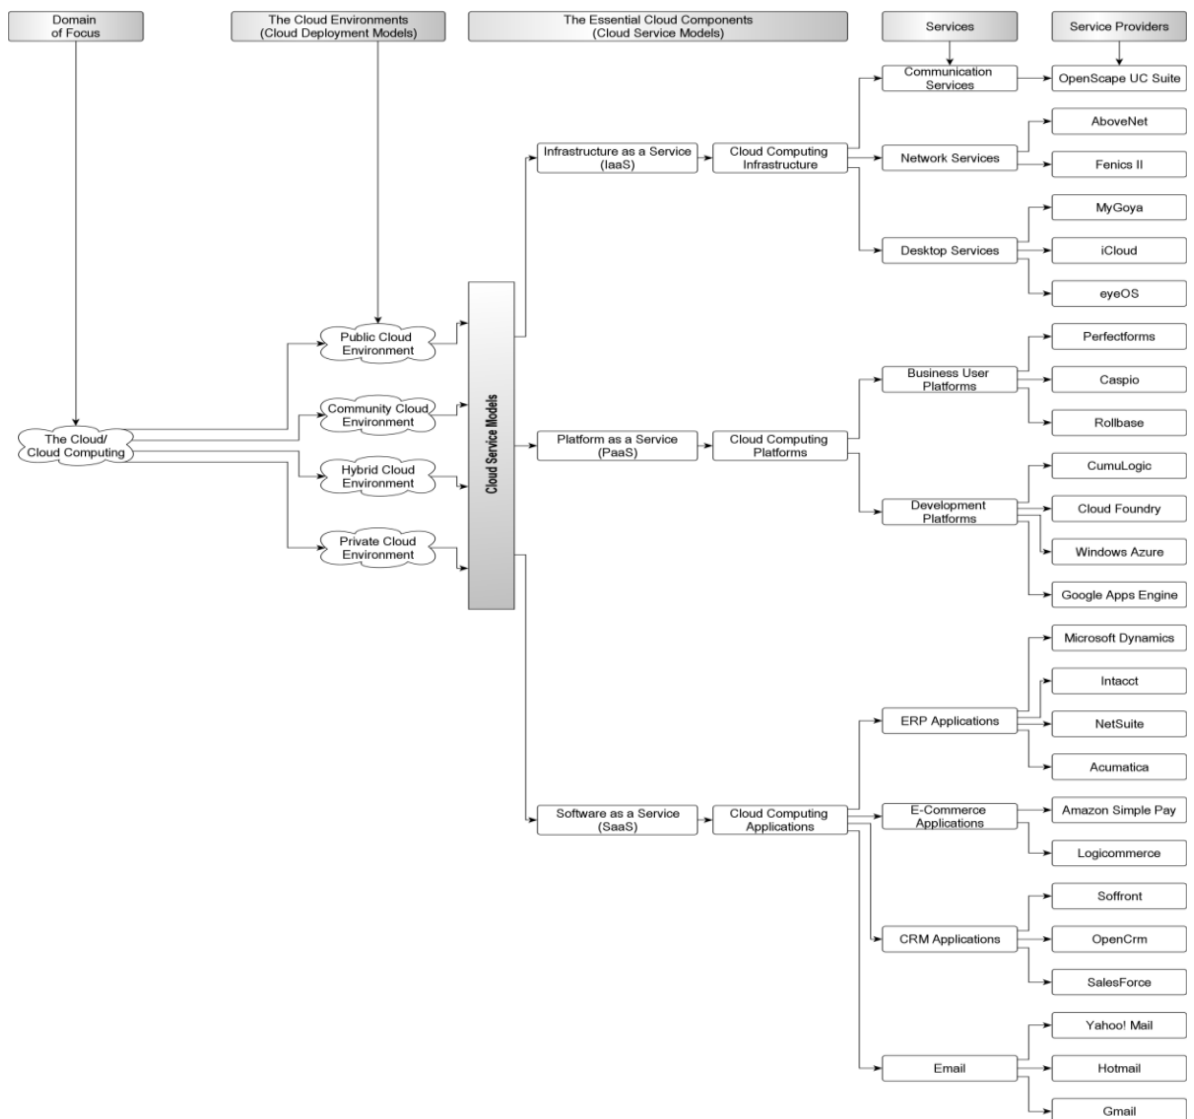 Domain
of Focus
The Cloud Environments
(Cloud Deployment Models)
The Essential Cloud Components
(Cloud Service Models)
Services
Service Providers
Communication
Services
OpenScape UC Suite
AboveNet
Infrastructure as a Service
(IaaS)
Cloud Computing
Infrastructure
Network Services
Fenics II
MyGoya
Desktop Services
iCloud
eyeOS
Public Cloud
Environment
Community Cloud
Environment
The Cloud/
Cloud Computing
Hybrid Cloud
Environment
Private Cloud
Environment
Cloud Service Models
Perfectforms
Business User
Platforms
Caspio
Rollbase
Platform as a Service
(PaaS)
Cloud Computing
Platforms
CumuLogic
Development
Platforms
Cloud Foundry
Windows Azure
Google Apps Engine
Microsoft Dynamics
Intacct
ERP Applications
NetSuite
Acumatica
Software as a Service
(SaaS)
Cloud Computing
Applications
E-Commerce
Applications
Amazon Simple Pay
Logicommerce
Soffront
CRM Applications
OpenCrm
SalesForce
Yahoo! Mail
Email
Hotmail
Gmail